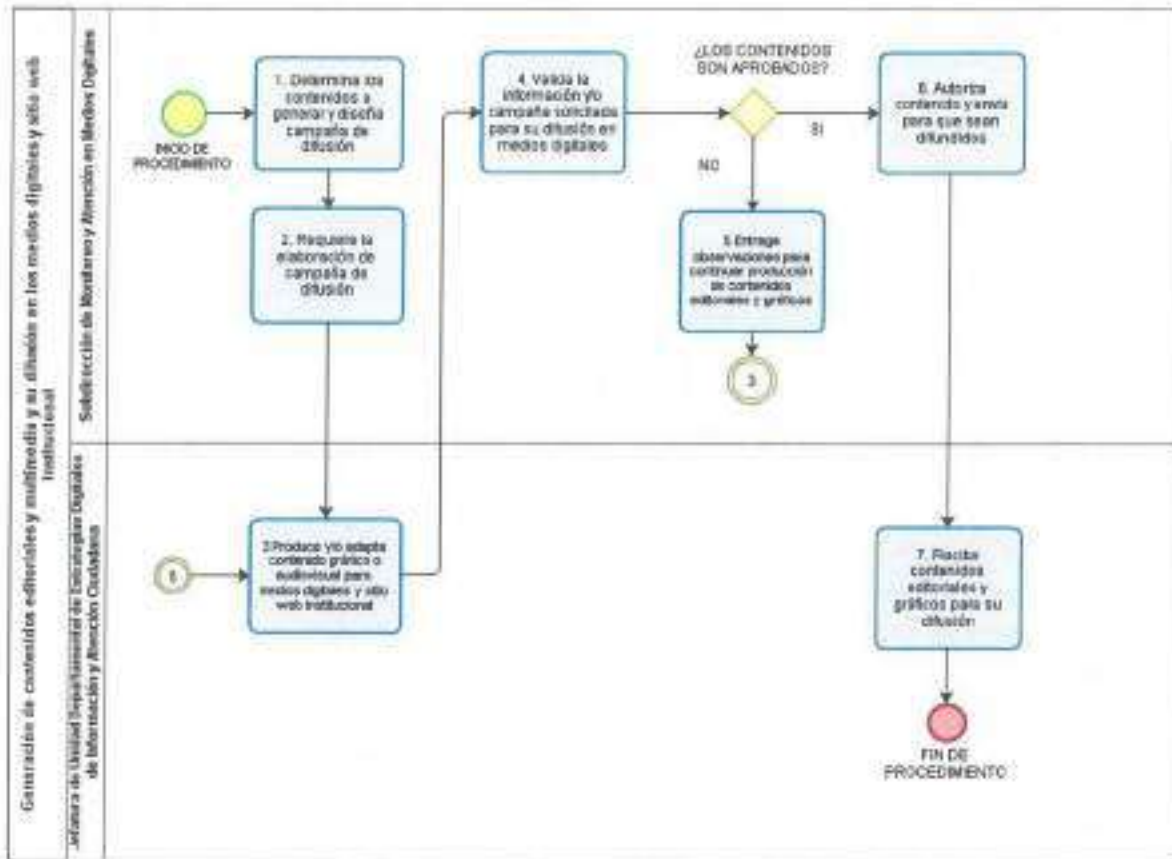 Generación de contenidos editoriales y multimedia y su difusión en los medios digitales y sitio web
Institucional
Subdirección de Monitoreo y Atención en Medios Digitales
INICIO DE
PROCEDIMIENTO
1. Determina los
contenidos a
generar y diseña
campaña de
difusión
2. Requiere la
elaboración de
campaña de
difusión
4. Valida la
información y/o
campaña solicitada
para su difusión en
medios digitales
¿LOS CONTENIDOS
SON APROBADOS?
SI
NO
5.Entrega
observaciones para
continuar producción
de contenidos
editoriales y gráficos
3
6. Autoriza
contenido y envía
para que sean
difundidos
Jefatura de Unidad Departamental de Estrategias Digitales
de Información y Atención Ciudadana
5
3.Produce y/o adapta
contenido gráfico o
audiovisual para
medios digitales y sitio
web institucional
7. Recibe
contenidos
editoriales y
gráficos para su
difusión
FIN DE
PROCEDIMIENTO